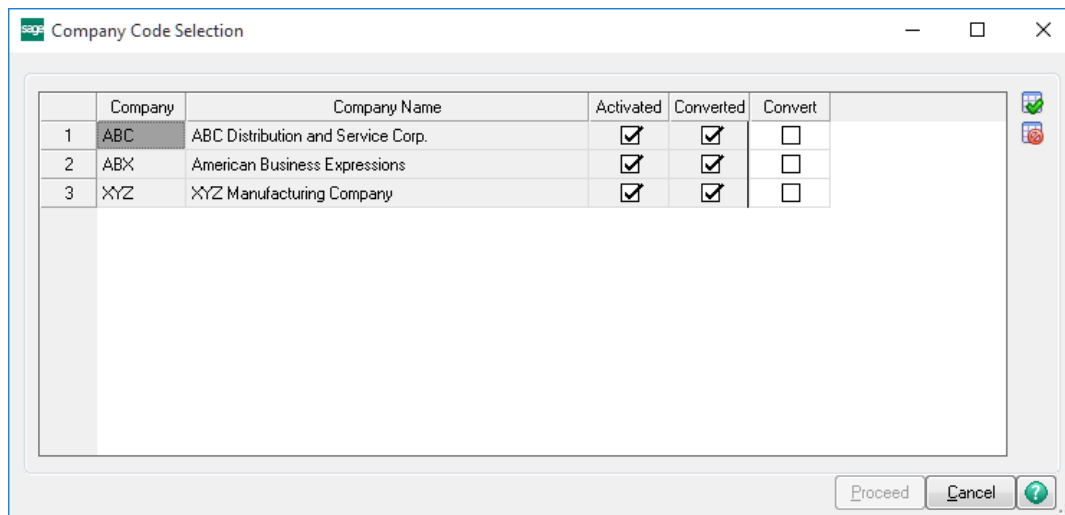 sage Company Code Selection
Company Company Name Activated Converted Convert
1 ABC ABC Distribution and Service Corp.
2 ABX American Business Expressions
3 XYZ XYZ Manufacturing Company
Proceed Cancel ?